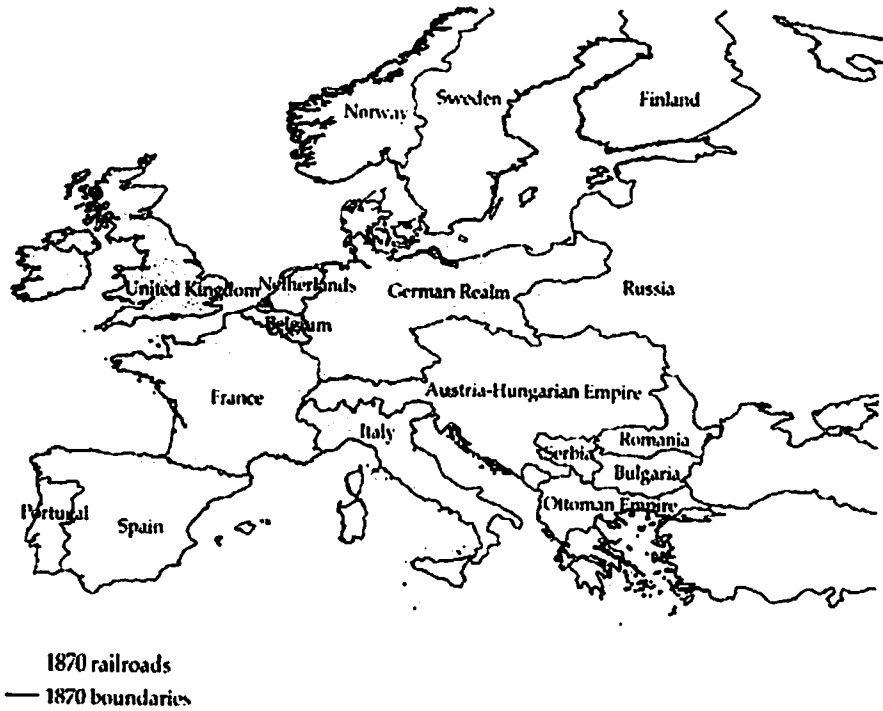 Norway
Sweden
Finland
United Kingdom
Netherlands
German Realm
Russia
Belgium
France
Austria-Hungarian Empire
Italy
Romania
Serbia
Bulgaria
Portugal
Spain
Ottoman Empire
1870 railroads
1870 boundaries